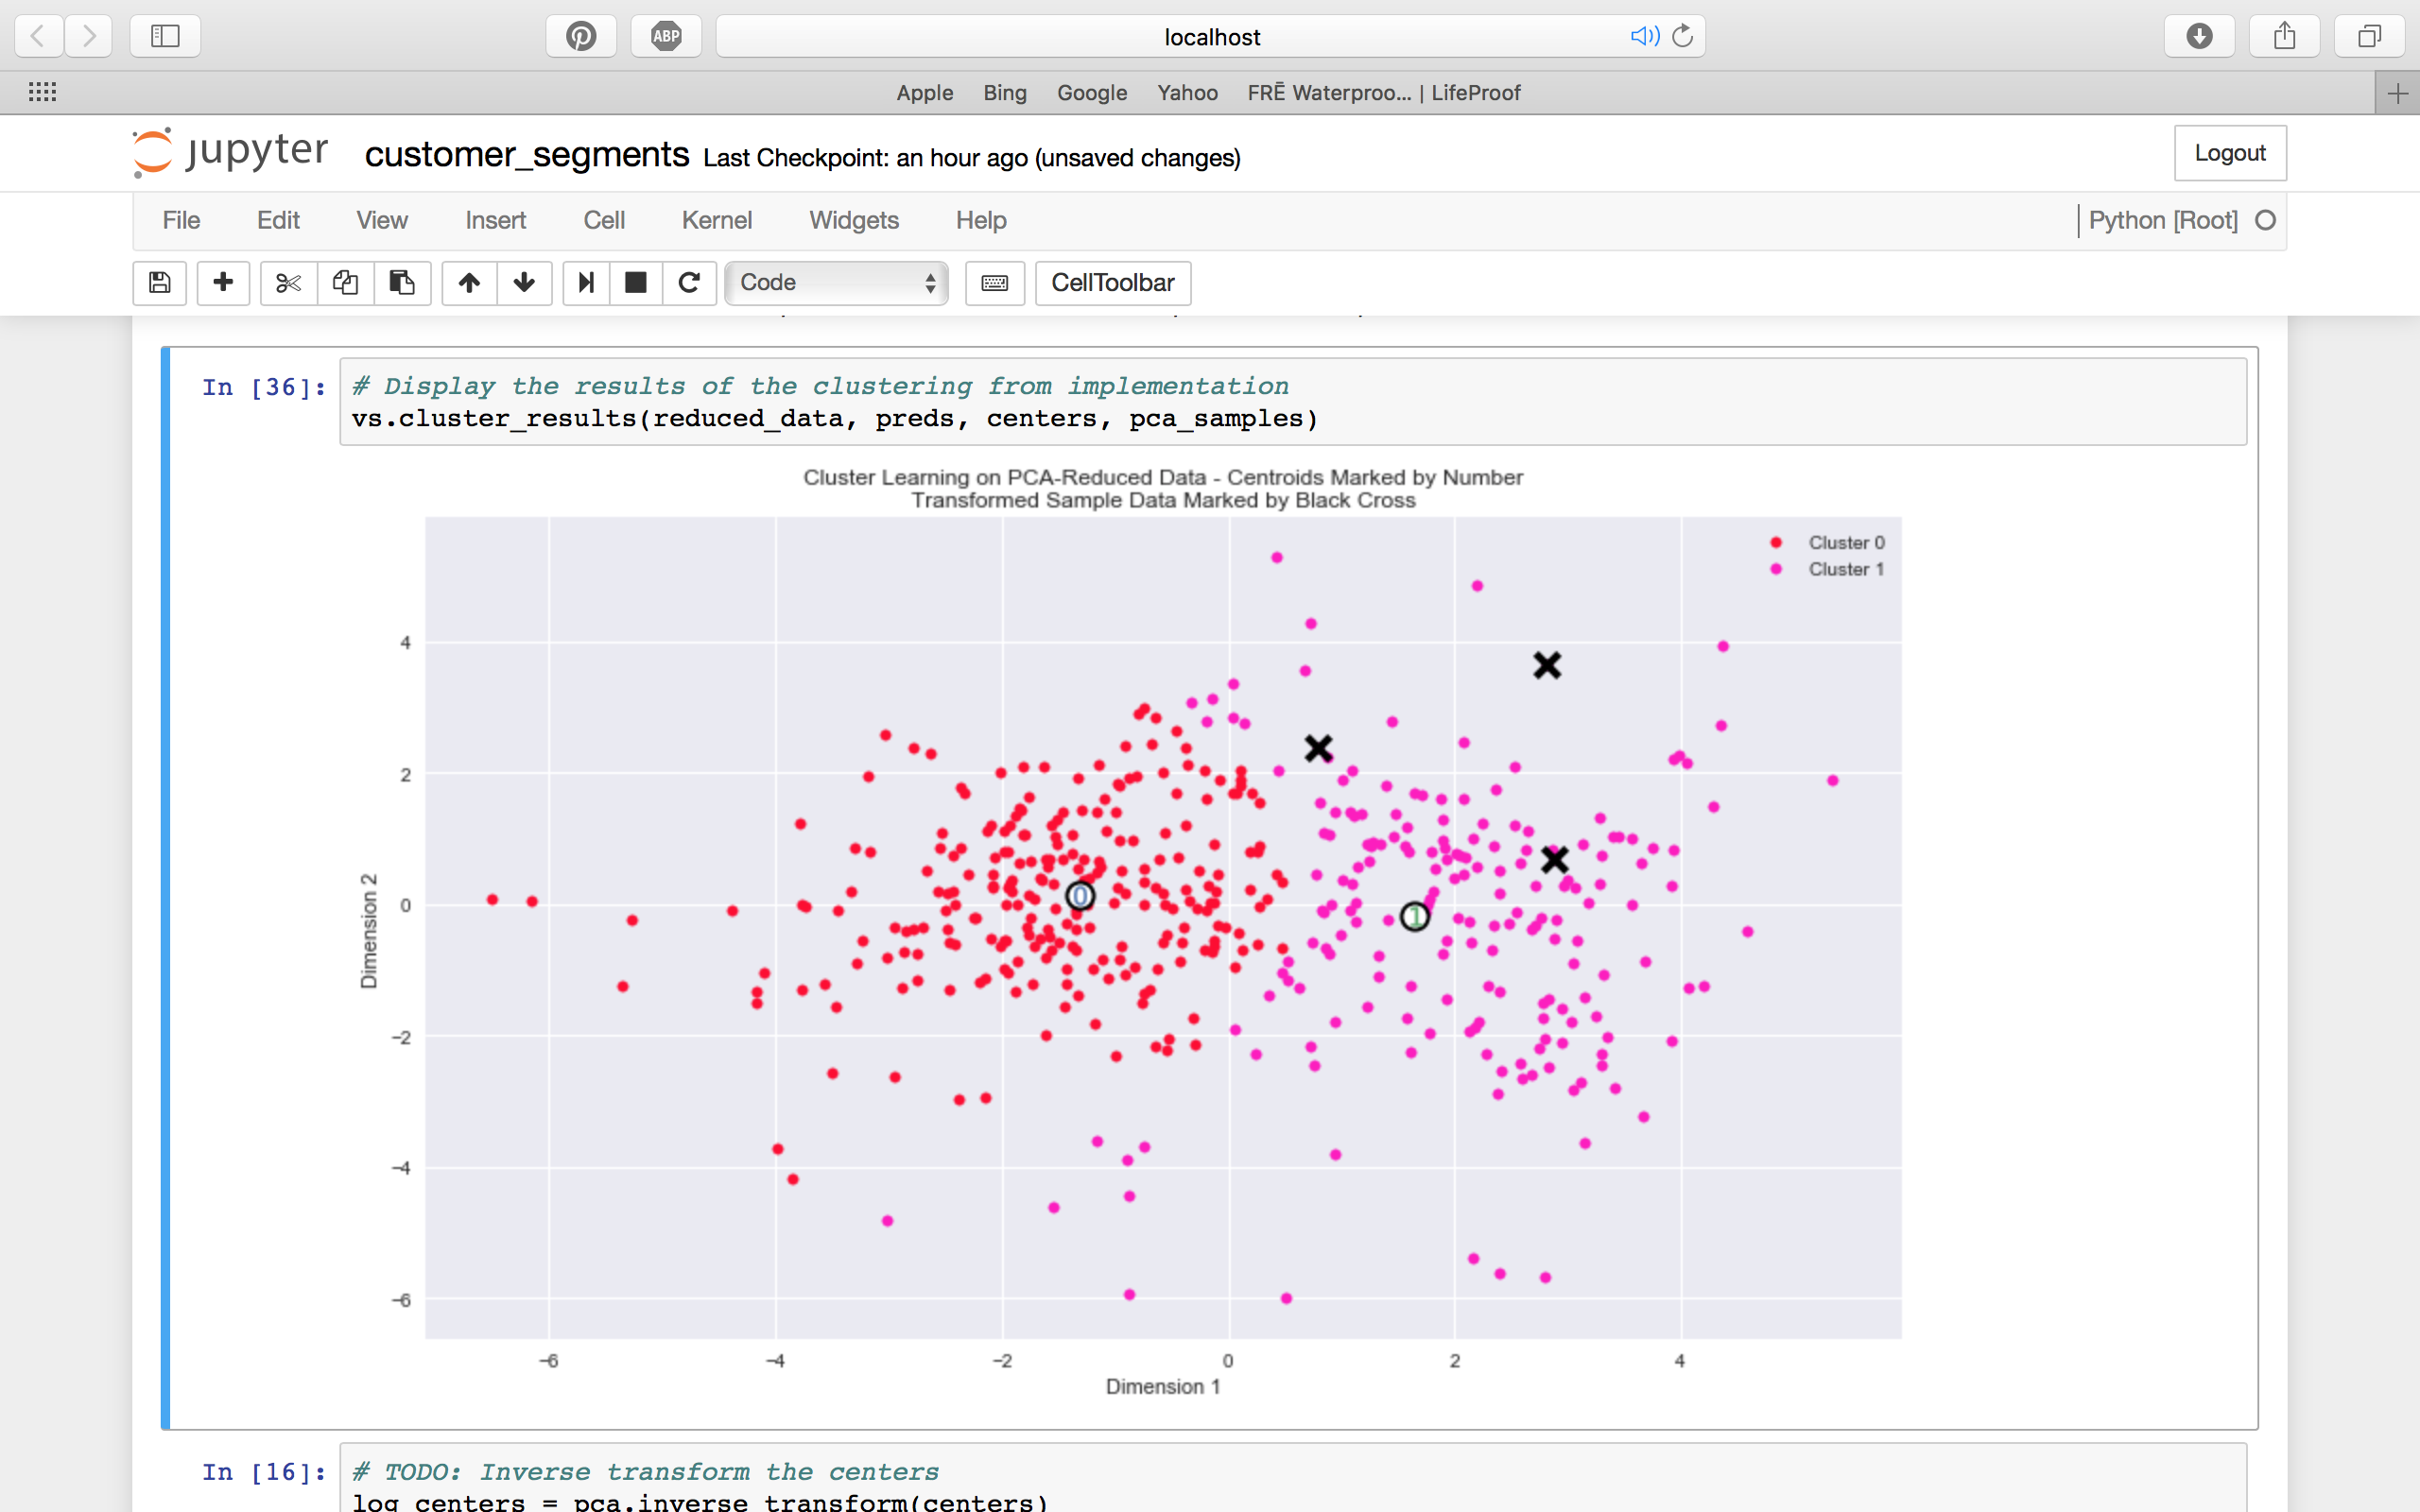 ABP
localhost
Apple Bing Google Yahoo FRĒ Waterproo... | LifeProof
jupyter customer_segments Last Checkpoint: an hour ago (unsaved changes) Logout
File Edit View Insert Cell Kernel Widgets Help Python [Root]
Code CellToolbar
In [36]: # Display the results of the clustering from implementation
vs.cluster_results(reduced_data, preds, centers, pca_samples)
Cluster Learning on PCA-Reduced Data - Centroids Marked by Number
Transformed Sample Data Marked by Black Cross
Cluster 0
Cluster 1
4
2
0
−2
−4
−6
Dimension 2
0
1
−6 −4 −2 0 2 4
Dimension 1
In [16]: # TODO: Inverse transform the centers
log_centers = pca.inverse_transform(centers)